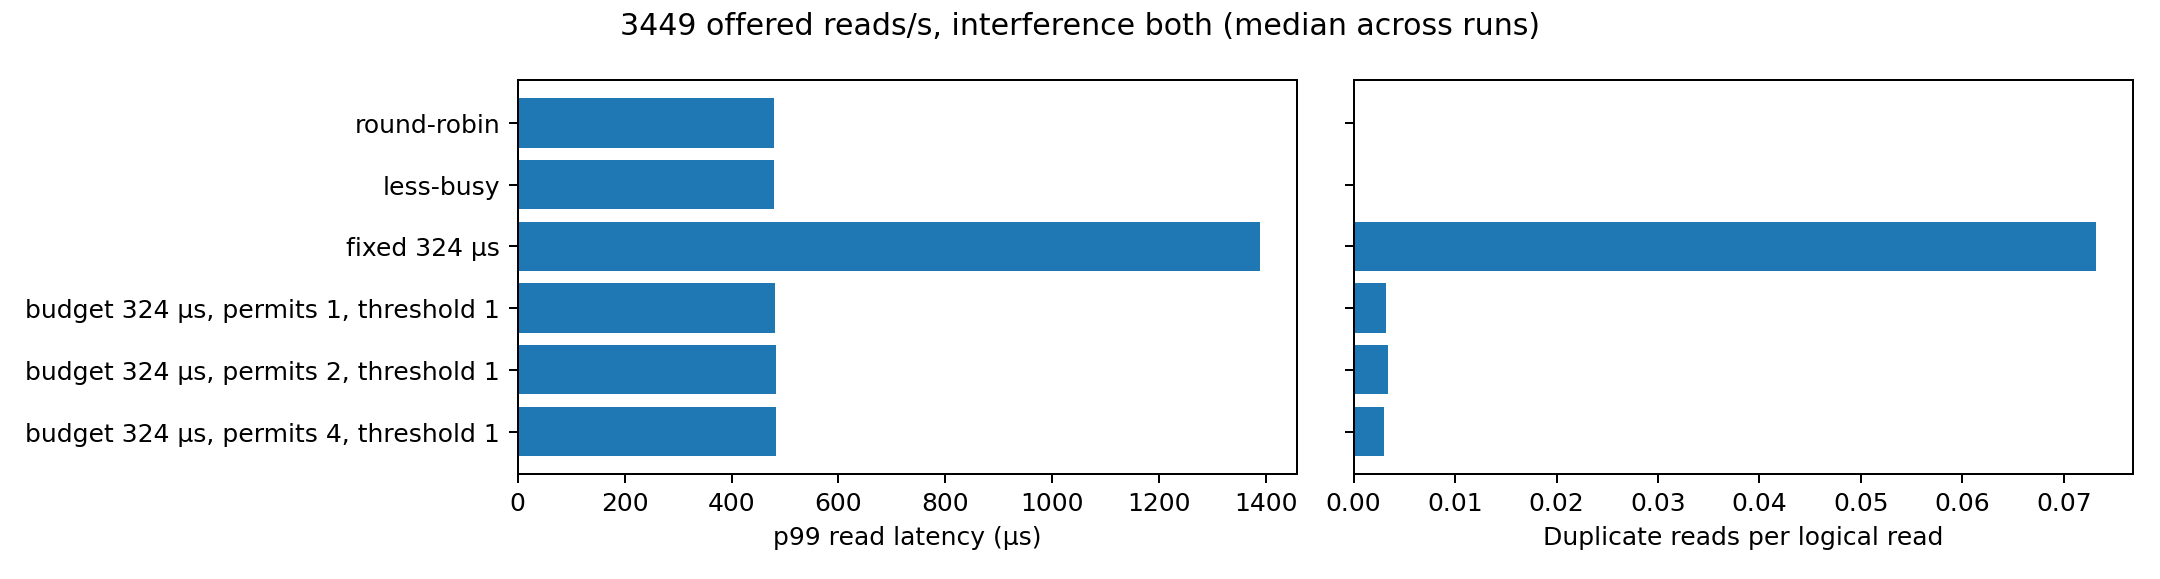 3449 offered reads/s, interference both (median across runs)
round-robin
less-busy
fixed 324 µs
budget 324 µs, permits 1, threshold 1
budget 324 µs, permits 2, threshold 1
budget 324 µs, permits 4, threshold 1
0 200 400 600 800 1000 1200 1400
p99 read latency (µs)
0.00 0.01 0.02 0.03 0.04 0.05 0.06 0.07
Duplicate reads per logical read